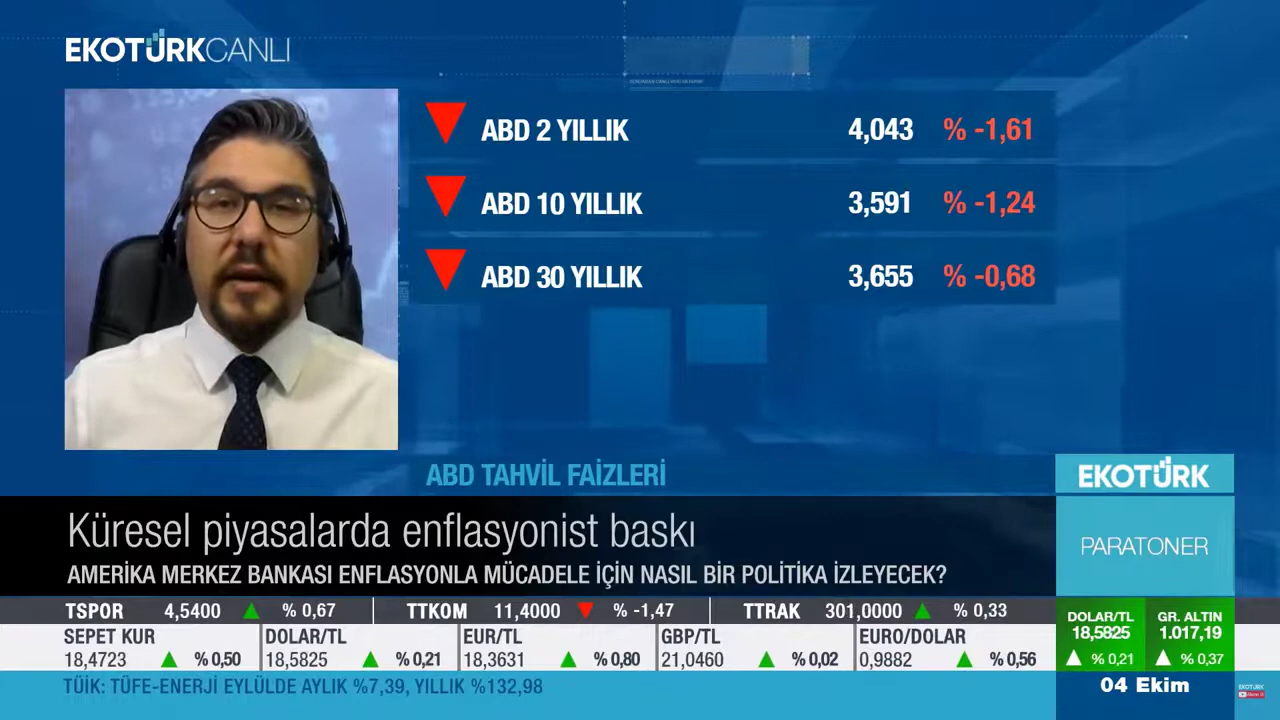 EKOTÜRKCANLI
ABD 2 YILLIK 4,043 % -1,61
ABD 10 YILLIK 3,591 % -1,24
ABD 30 YILLIK 3,655 % -0,68
ABD TAHVİL FAİZLERİ
EKOTÜRK
Küresel piyasalarda enflasyonist baskı
PARATONER
AMERİKA MERKEZ BANKASI ENFLASYONLA MÜCADELE İÇİN NASIL BİR POLİTİKA İZLEYECEK?
TSPOR 4,5400 % 0,67 TTKOM 11,4000 % -1,47 TTRAK 301,0000 % 0,33
SEPET KUR DOLAR/TL EUR/TL GBP/TL EURO/DOLAR
18,4723 % 0,50 18,5825 % 0,21 18,3631 % 0,80 21,0460 % 0,02 0,9882 % 0,56
DOLAR/TL GR. ALTIN
18,5825 1.017,19
% 0,21 % 0,37
TÜİK: TÜFE-ENERJİ EYLÜLDE AYLIK %7,39, YILLIK %132,98
04 Ekim
EKOTÜRK